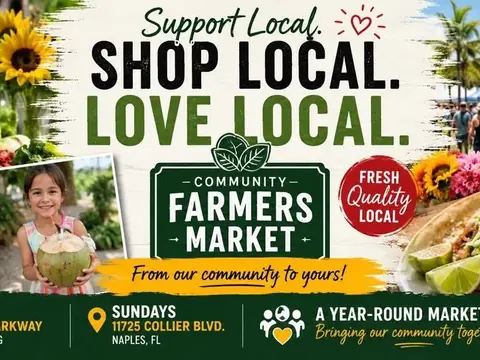 Support Local.
SHOP LOCAL.
LOVE LOCAL.
COMMUNITY
FARMERS
MARKET
FRESH
Quality
LOCAL
From our community to yours!
ARKWAY
G
SUNDAYS
11725 COLLIER BLVD.
NAPLES, FL
A YEAR-ROUND MARKET
Bringing our community toge